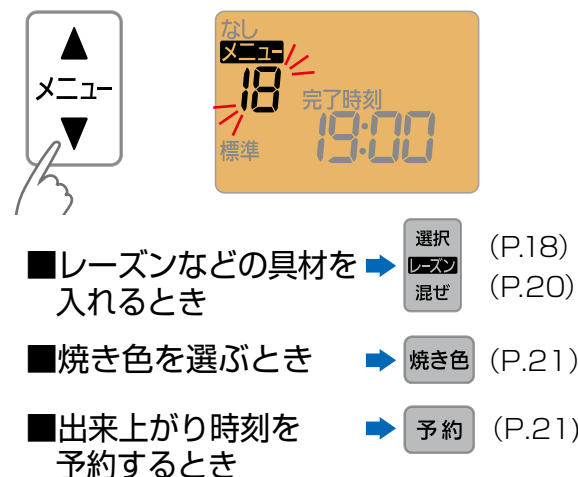 メニュー
なし
メニュー
18
完了時刻
19:00
標準
■レーズンなどの具材を
入れるとき
選択
レーズン
混ぜ
(P.18)
(P.20)
■焼き色を選ぶとき
焼き色
(P.21)
■出来上がり時刻を
予約するとき
予約
(P.21)